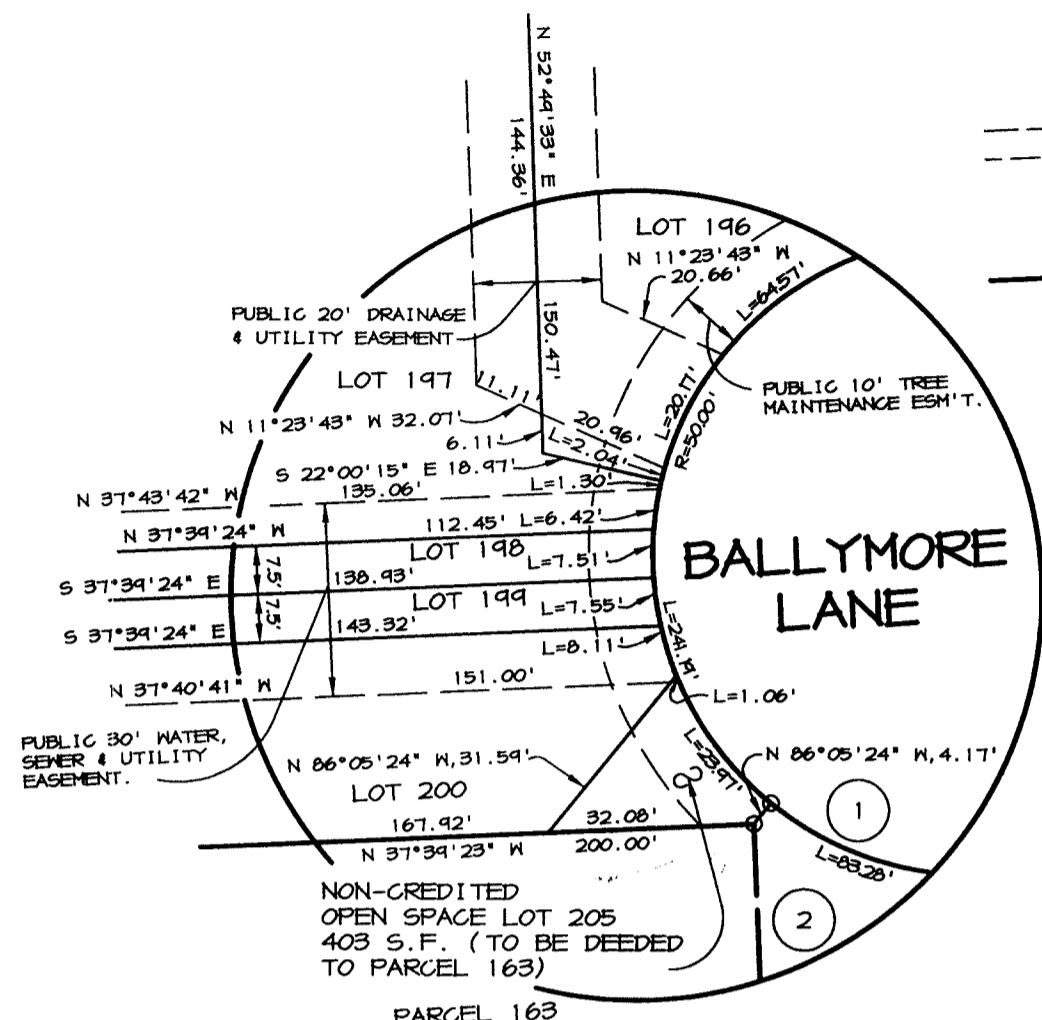 N 52°49'33" E
144.36'
LOT 196
N 11°23'43" W
20.66'
L=64.57'
PUBLIC 20' DRAINAGE
& UTILITY EASEMENT
150.47'
LOT 197
11.11'
L=20.17'
R=50.00'
PUBLIC 10' TREE
MAINTENANCE ESM'T.
N 11°23'43" W 32.07'
20.96'
6.11'
L=2.04'
S 22°00'15" E 18.97'
N 37°43'42" W
135.06'
L=1.30'
N 37°39'24" W
112.45'
L=6.42'
LOT 198
7.5'
L=7.51'
BALLYMORE
LANE
S 37°39'24" E
138.93'
LOT 199
7.5'
L=7.55'
S 37°39'24" E
143.32'
L=8.11'
L=241.19'
N 37°40'41" W
151.00'
L=1.06'
PUBLIC 30' WATER,
SEWER & UTILITY
EASEMENT.
N 86°05'24" W, 31.59'
L=23.97'
N 86°05'24" W, 4.17'
LOT 200
1
167.92'
32.08'
N 37°39'23" W
200.00'
L=83.28'
2
NON-CREDITED
OPEN SPACE LOT 205
403 S.F. (TO BE DEEDED
TO PARCEL 163)
PARCEL 163